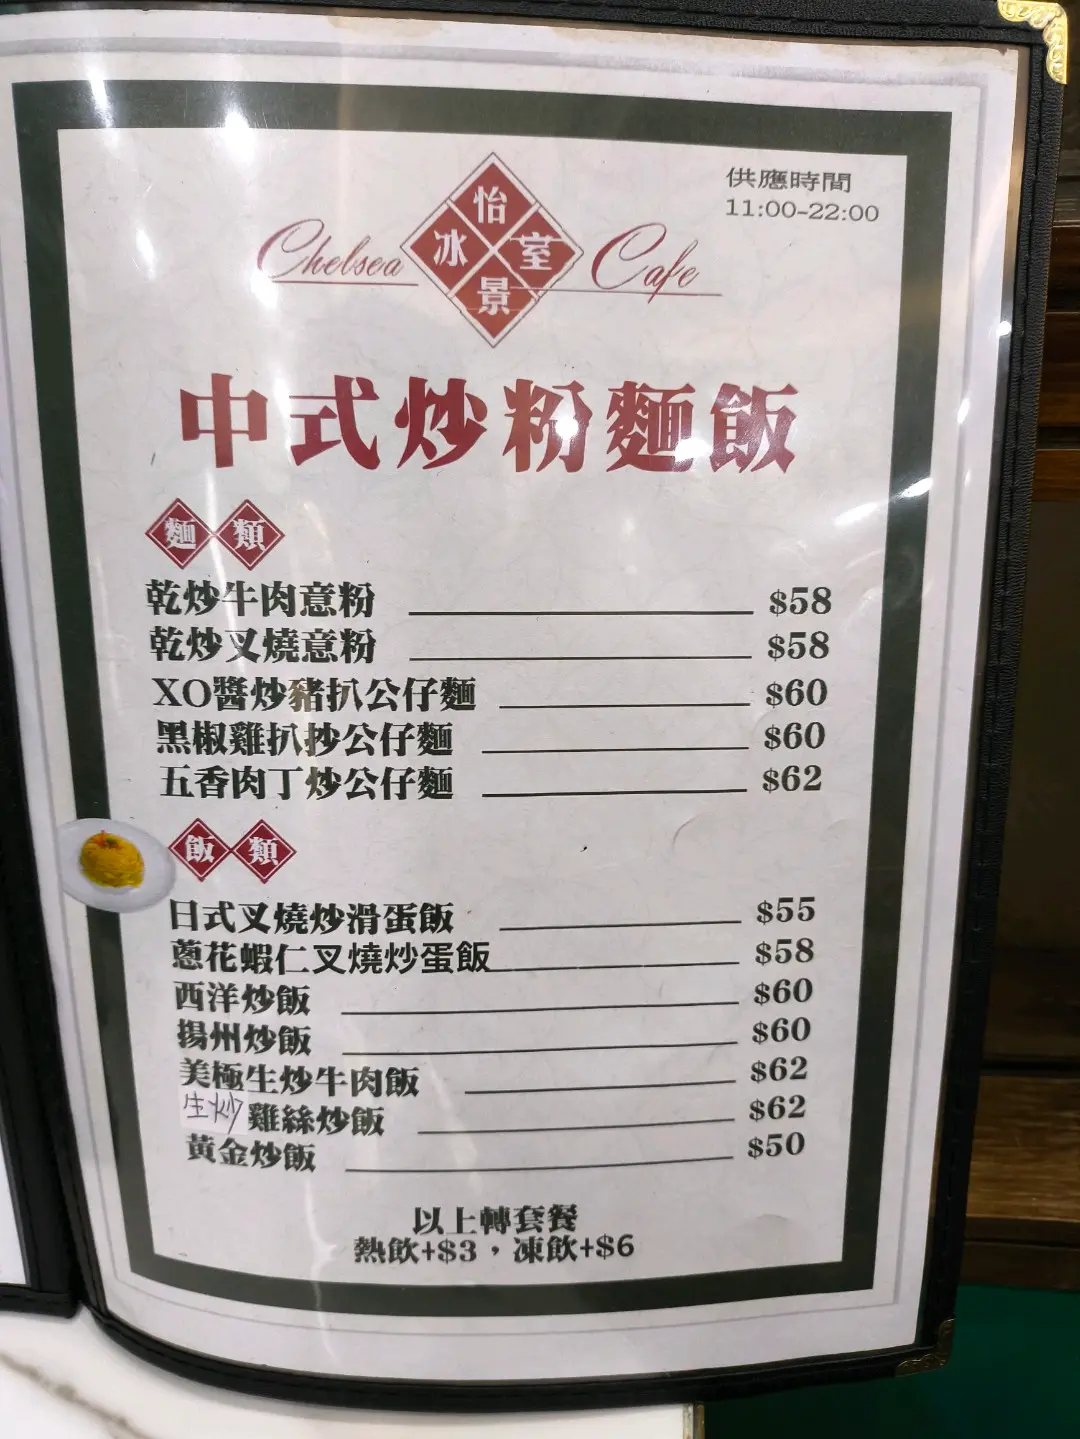 供應時間
11:00-22:00
Chelsea 怡景冰室 Cafe
中式炒粉麵飯
麵類
乾炒牛肉意粉 $58
乾炒叉燒意粉 $58
XO醬炒豬扒公仔麵 $60
黑椒雞扒抄公仔麵 $60
五香肉丁炒公仔麵 $62
飯類
日式叉燒炒滑蛋飯 $55
蔥花蝦仁叉燒炒蛋飯 $58
西洋炒飯 $60
揚州炒飯 $60
美極生炒牛肉飯 $62
生炒雞絲炒飯 $62
黃金炒飯 $50
以上轉套餐
熱飲+$3，凍飲+$6